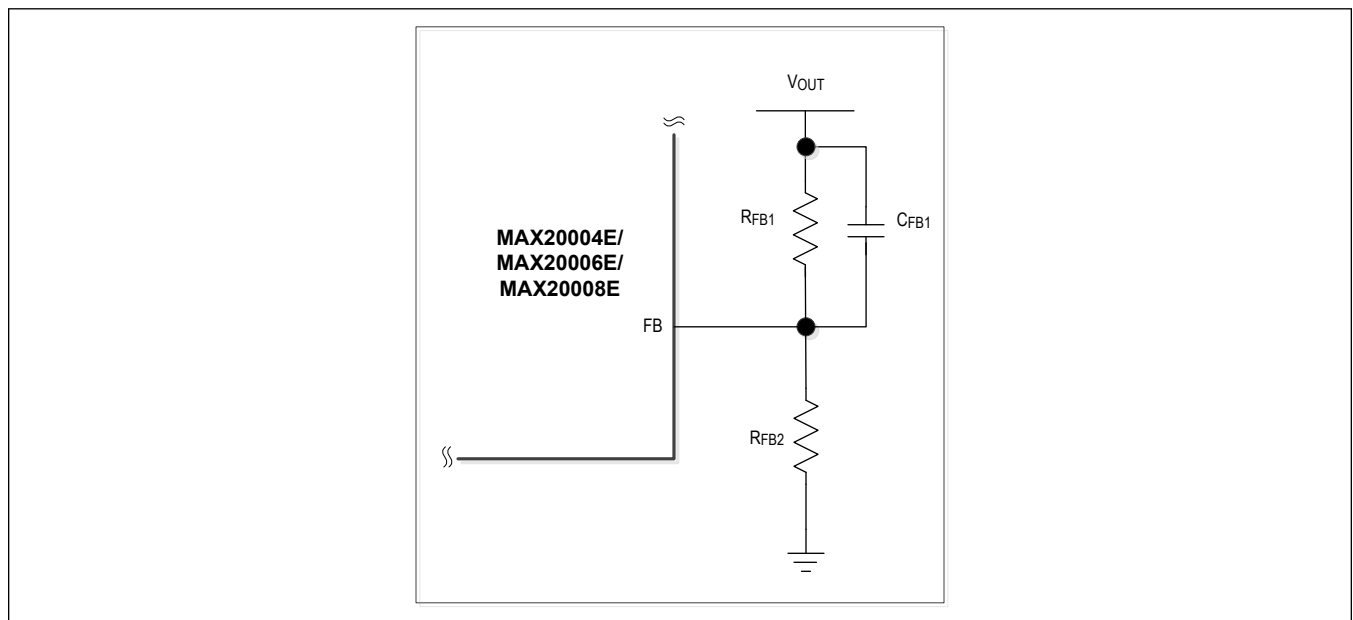 VOUT
RFB1
CFB1
MAX20004E/
MAX20006E/
MAX20008E
FB
RFB2